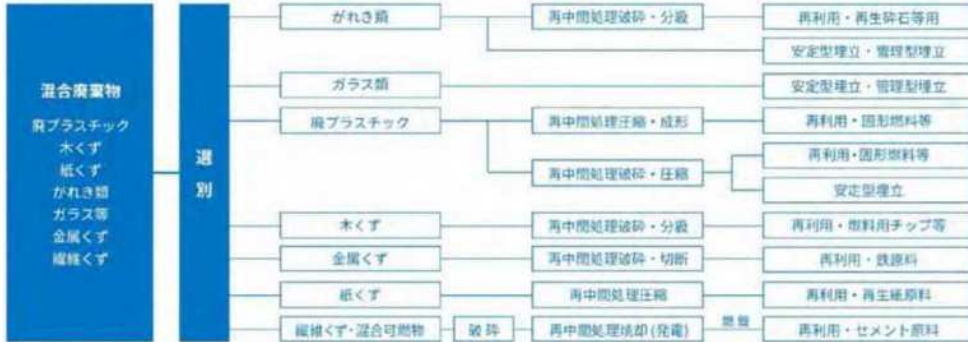 混合廃棄物
廃プラスチック
木くず
紙くず
がれき類
ガラス等
金属くず
繊維くず
選別
がれき類
再中間処理破砕・分級
再利用・再生砕石等用
安定型埋立・管理型埋立
ガラス類
安定型埋立・管理型埋立
廃プラスチック
再中間処理圧縮・成形
再利用・固形燃料等
再中間処理破砕・圧縮
再利用・固形燃料等
安定型埋立
木くず
再中間処理破砕・分級
再利用・燃料用チップ等
金属くず
再中間処理破砕・切断
再利用・鉄原料
紙くず
再中間処理圧縮
再利用・再生紙原料
繊維くず・混合可燃物
破砕
再中間処理焼却(発電)
再利用・セメント原料